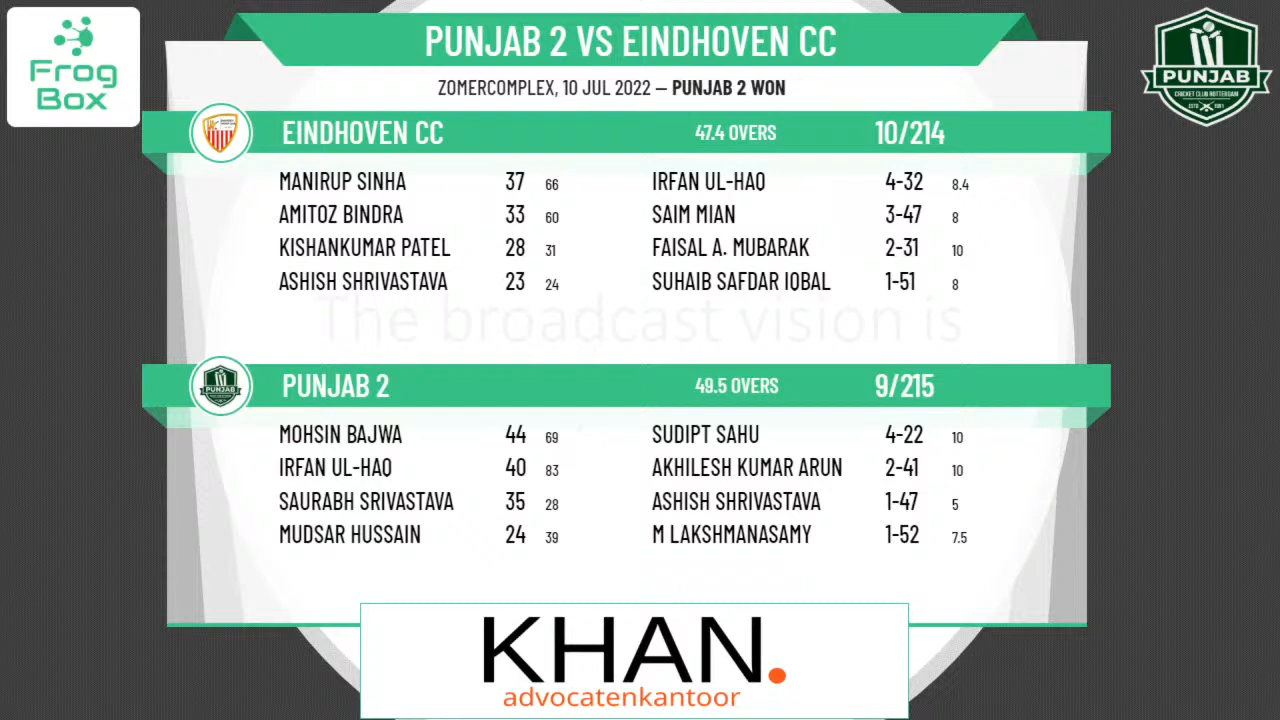 Frog
Box
PUNJAB 2 VS EINDHOVEN CC
PUNJAB
CRICKET CLUB ROTTERDAM
ZOMERCOMPLEX, 10 JUL 2022 – PUNJAB 2 WON
EINDHOVEN CC 47.4 OVERS 10/214
MANIRUP SINHA 37 66 IRFAN UL-HAQ 4-32 8.4
AMITOZ BINDRA 33 60 SAIM MIAN 3-47 8
KISHANKUMAR PATEL 28 31 FAISAL A. MUBARAK 2-31 10
ASHISH SHRIVASTAVA 23 24 SUHAIB SAFDAR IQBAL 1-51 8
The broadcast vision is
PUNJAB PUNJAB 2 49.5 OVERS 9/215
MOHSIN BAJWA 44 69 SUDIPT SAHU 4-22 10
IRFAN UL-HAQ 40 83 AKHILESH KUMAR ARUN 2-41 10
SAURABH SRIVASTAVA 35 28 ASHISH SHRIVASTAVA 1-47 5
MUDSAR HUSSAIN 24 39 M LAKSHMANASAMY 1-52 7.5
KHAN.
advocatenkantoor